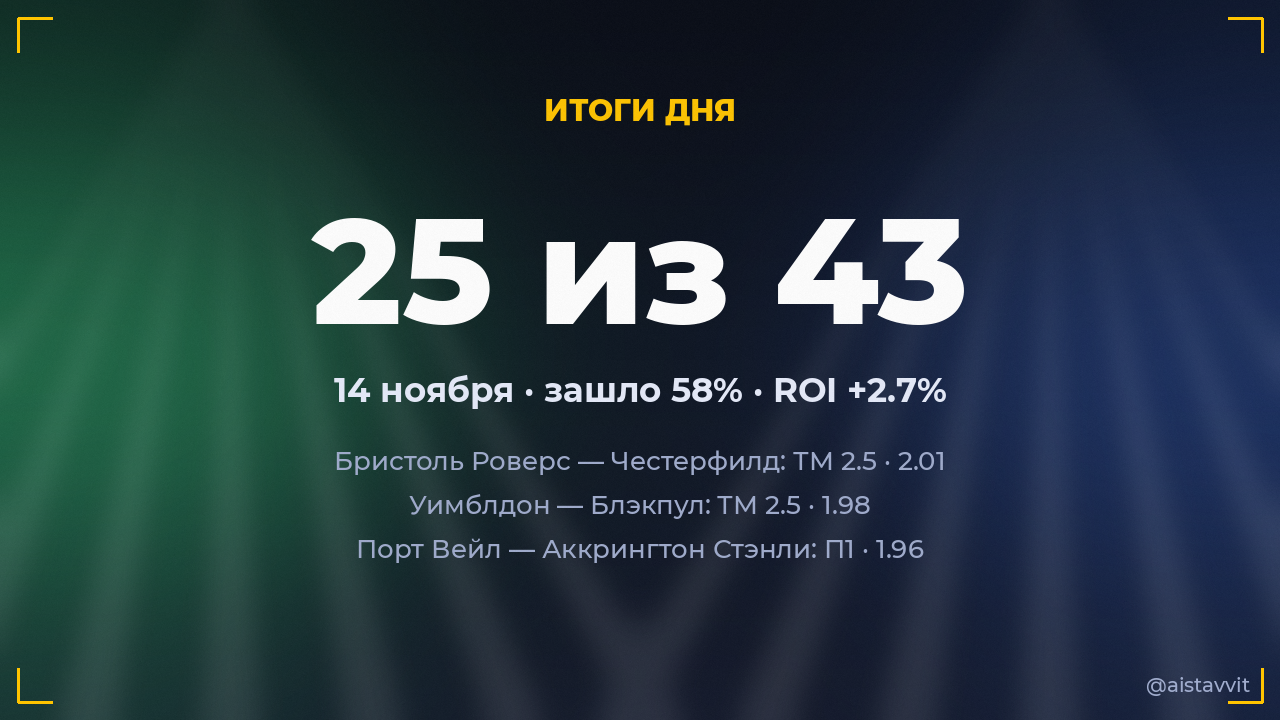 ИТОГИ ДНЯ
25 из 43
14 ноября · зашло 58% · ROI +2.7%
Бристоль Роверс — Честерфилд: ТМ 2.5 · 2.01
Уимблдон — Блэкпул: ТМ 2.5 · 1.98
Порт Вейл — Аккрингтон Стэнли: П1 · 1.96
@aistavvit